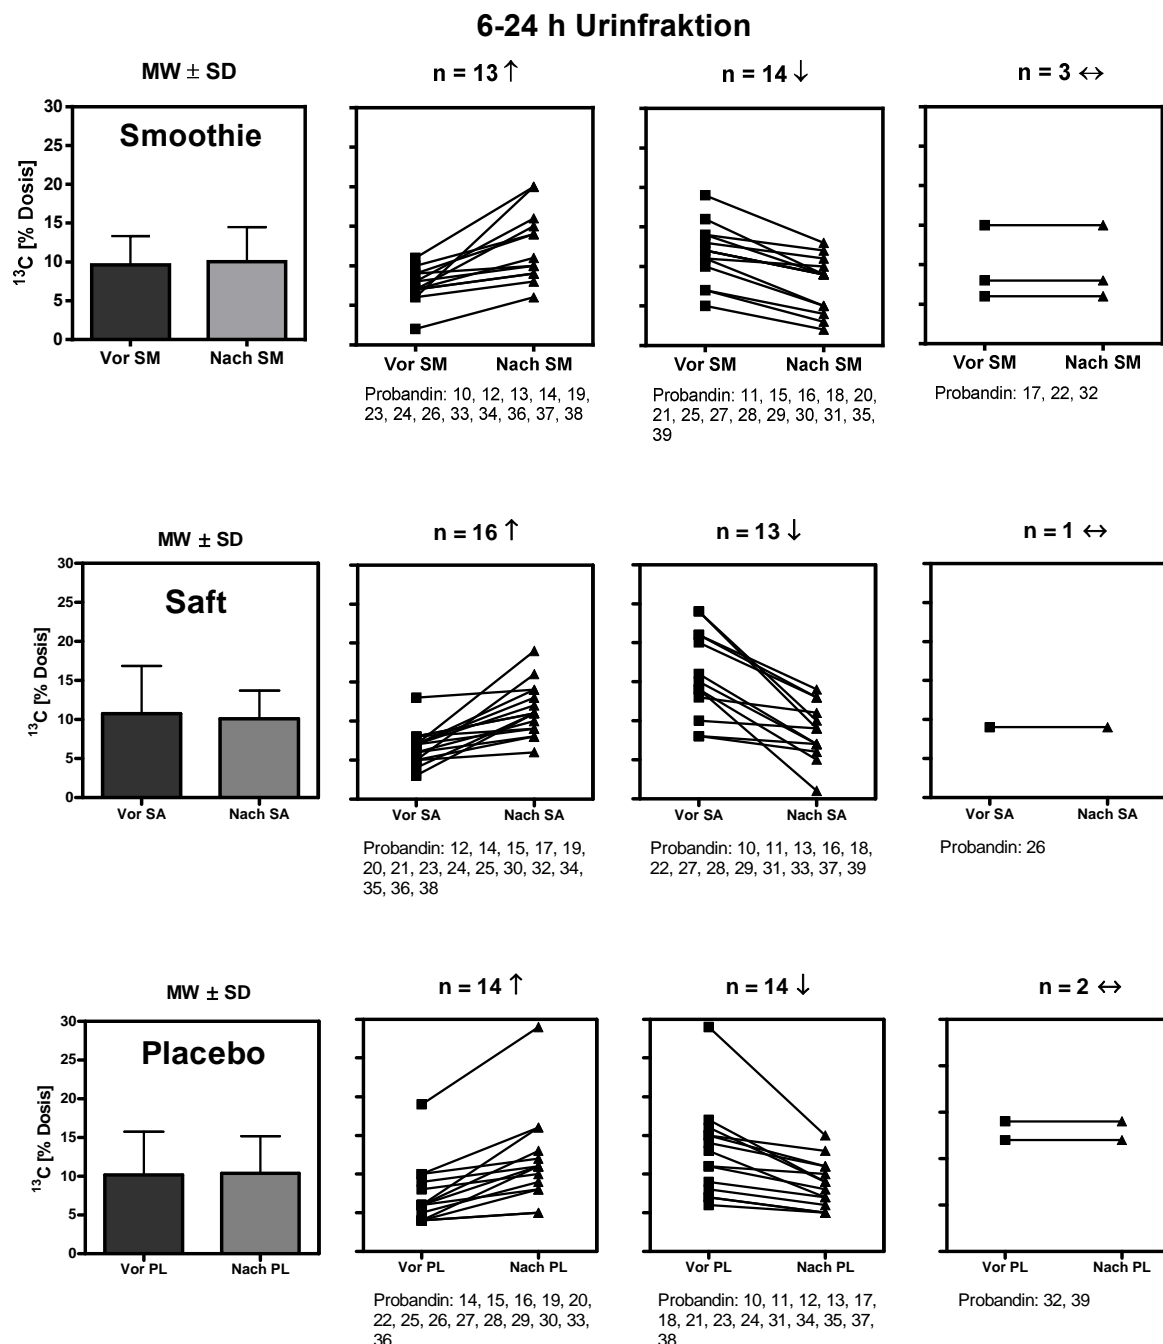 6-24 h Urinfraktion
MW ± SD
n = 13 ↑
n = 14 ↓
n = 3 ↔
Smoothie
13C [% Dosis]
30
25
20
15
10
5
0
Vor SM
Nach SM
Vor SM
Nach SM
Vor SM
Nach SM
Vor SM
Nach SM
Probandin: 10, 12, 13, 14, 19,
23, 24, 26, 33, 34, 36, 37, 38
Probandin: 11, 15, 16, 18, 20,
21, 25, 27, 28, 29, 30, 31, 35,
39
Probandin: 17, 22, 32
MW ± SD
n = 16 ↑
n = 13 ↓
n = 1 ↔
Saft
13C [% Dosis]
30
25
20
15
10
5
0
Vor SA
Nach SA
Vor SA
Nach SA
Vor SA
Nach SA
Vor SA
Nach SA
Probandin: 12, 14, 15, 17, 19,
20, 21, 23, 24, 25, 30, 32, 34,
35, 36, 38
Probandin: 10, 11, 13, 16, 18,
22, 27, 28, 29, 31, 33, 37, 39
Probandin: 26
MW ± SD
n = 14 ↑
n = 14 ↓
n = 2 ↔
Placebo
13C [% Dosis]
30
25
20
15
10
5
0
Vor PL
Nach PL
Vor PL
Nach PL
Vor PL
Nach PL
Vor PL
Nach PL
Probandin: 14, 15, 16, 19, 20,
22, 25, 26, 27, 28, 29, 30, 33,
36
Probandin: 10, 11, 12, 13, 17,
18, 21, 23, 24, 31, 34, 35, 37,
38
Probandin: 32, 39